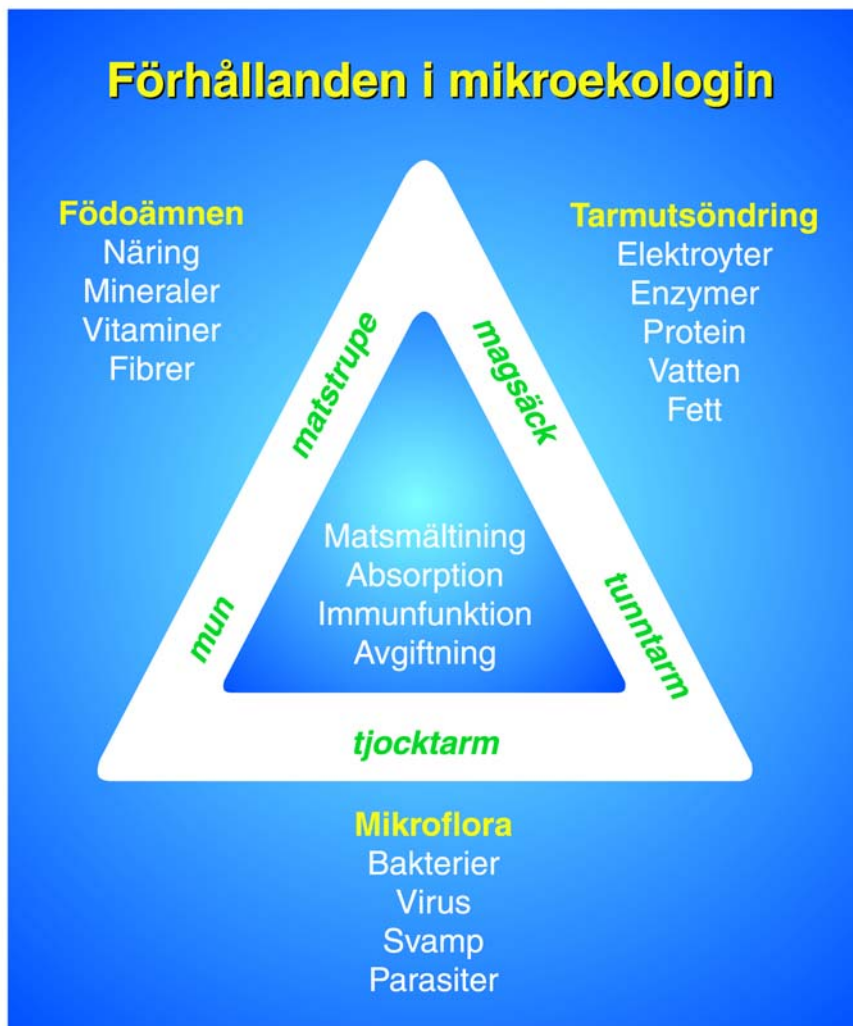 Förhållanden i mikroekologin
Födoämnen
Näring
Mineraler
Vitaminer
Fibrer
Tarmutsöndring
Elektroyter
Enzymer
Protein
Vatten
Fett
matstrupe
magsäck
mun
tunntarm
tjocktarm
Matsmältining
Absorption
Immunfunktion
Avgiftning
Mikroflora
Bakterier
Virus
Svamp
Parasiter